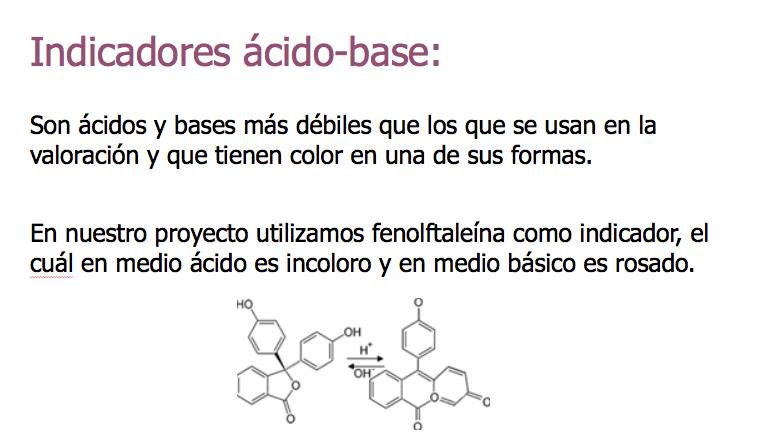 Indicadores ácido-base:
Son ácidos y bases más débiles que los que se usan en la
valoración y que tienen color en una de sus formas.
En nuestro proyecto utilizamos fenolftaleína como indicador, el
cuál en medio ácido es incoloro y en medio básico es rosado.
HO
OH
O
O
H⁺
OH⁻
O
O
O
O